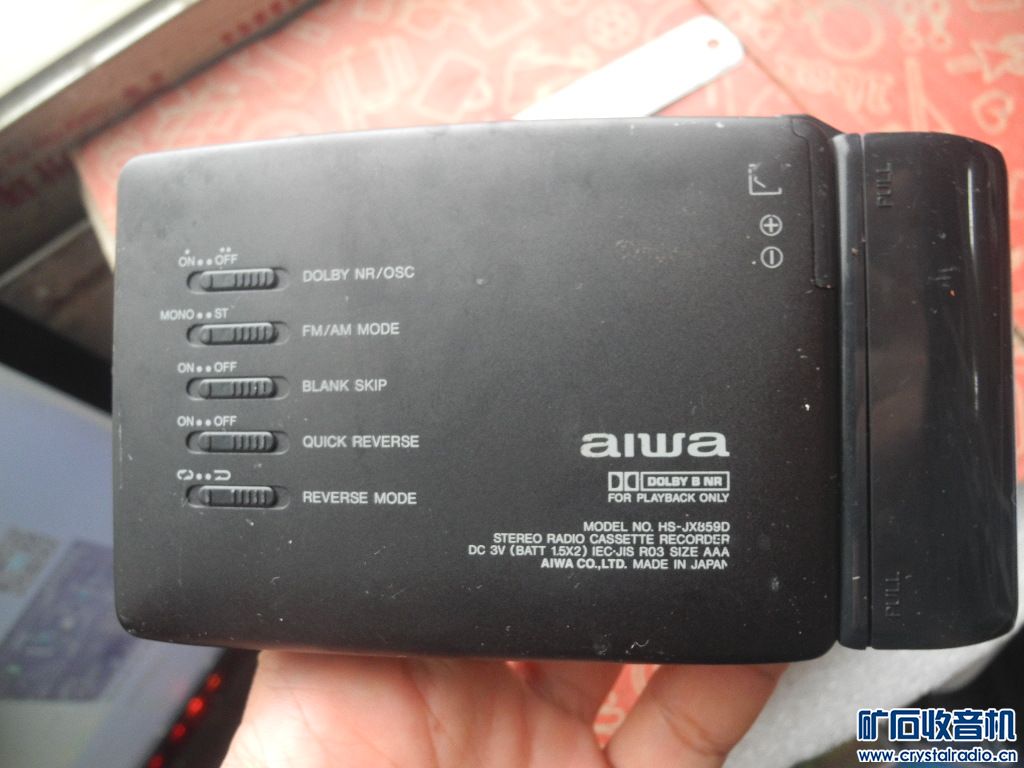 ON●●OFF
DOLBY NR/OSC
MONO●●ST
FM/AM MODE
ON●●OFF
BLANK SKIP
ON●●OFF
QUICK REVERSE
REVERSE MODE
⊕
⊖
PULL
PULL
aiwa
DOLBY B NR
FOR PLAYBACK ONLY
MODEL NO. HS-JX859D
STEREO RADIO CASSETTE RECORDER
DC 3V (BATT 1.5X2) IEC·JIS R03 SIZE AAA
AIWA CO.,LTD. MADE IN JAPAN
矿石收音机
www.crystalradio.cn